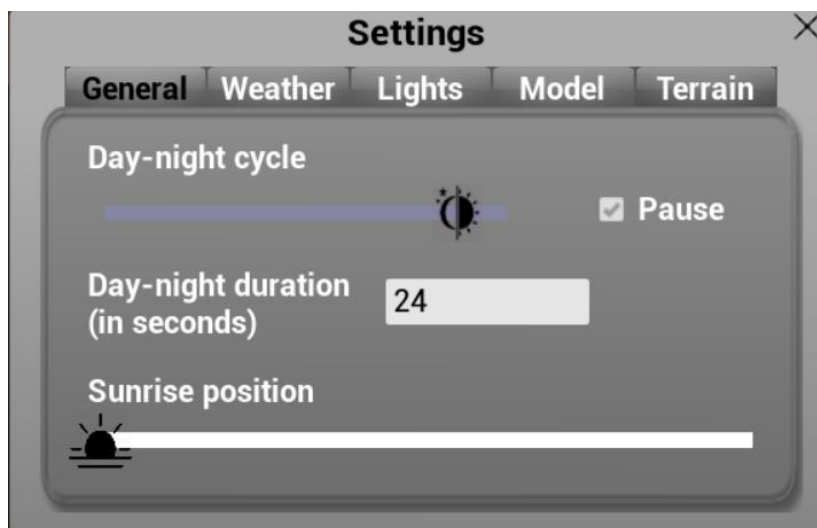 Settings
General Weather Lights Model Terrain
Day-night cycle
Pause
Day-night duration
(in seconds)
24
Sunrise position